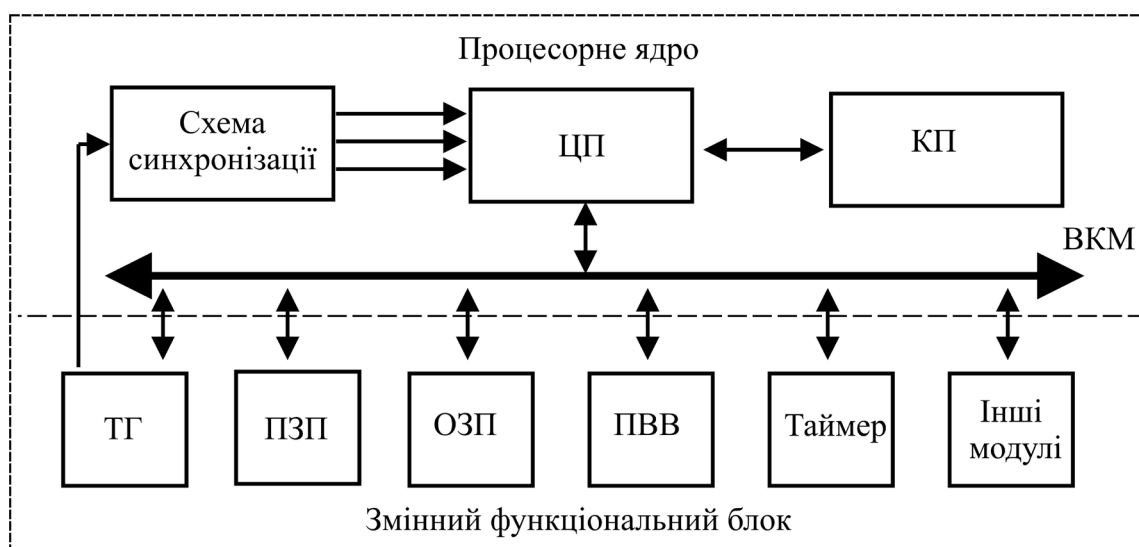 Процесорне ядро
Схема
синхронізації
ЦП
КП
ВКМ
ТГ
ПЗП
ОЗП
ПВВ
Таймер
Інші
модулі
Змінний функціональний блок